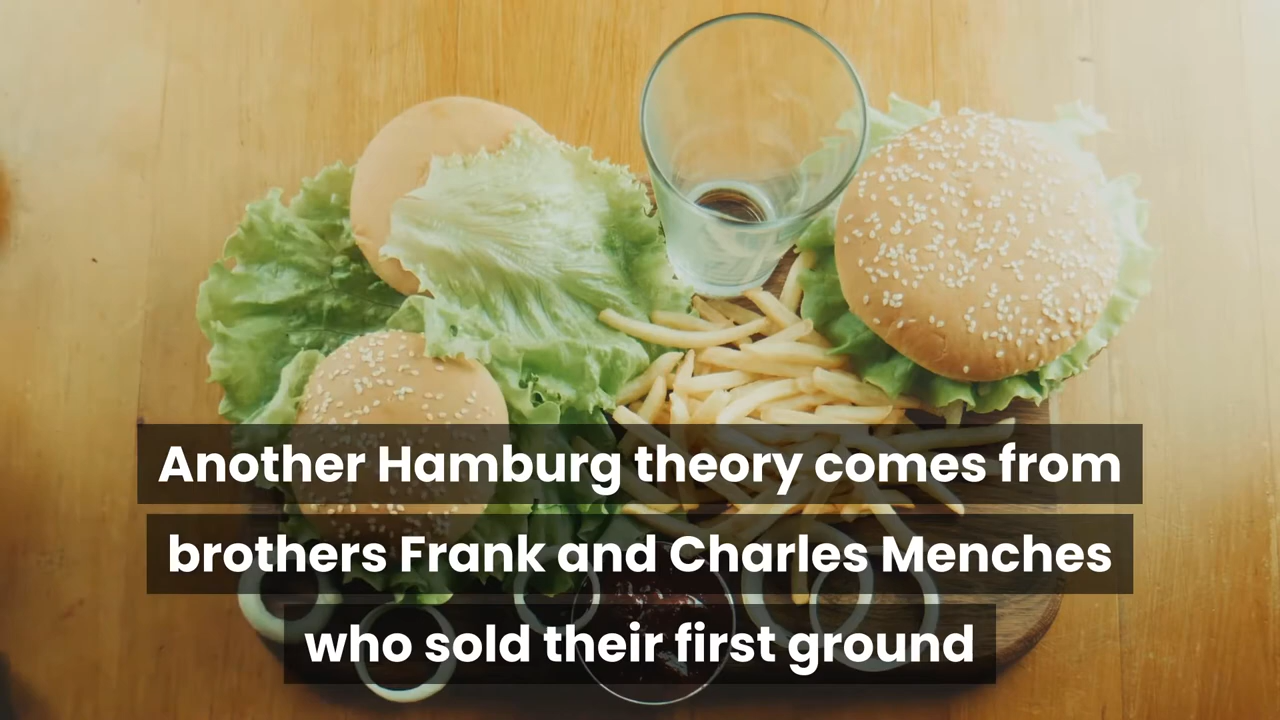 Another Hamburg theory comes from
brothers Frank and Charles Menches
who sold their first ground